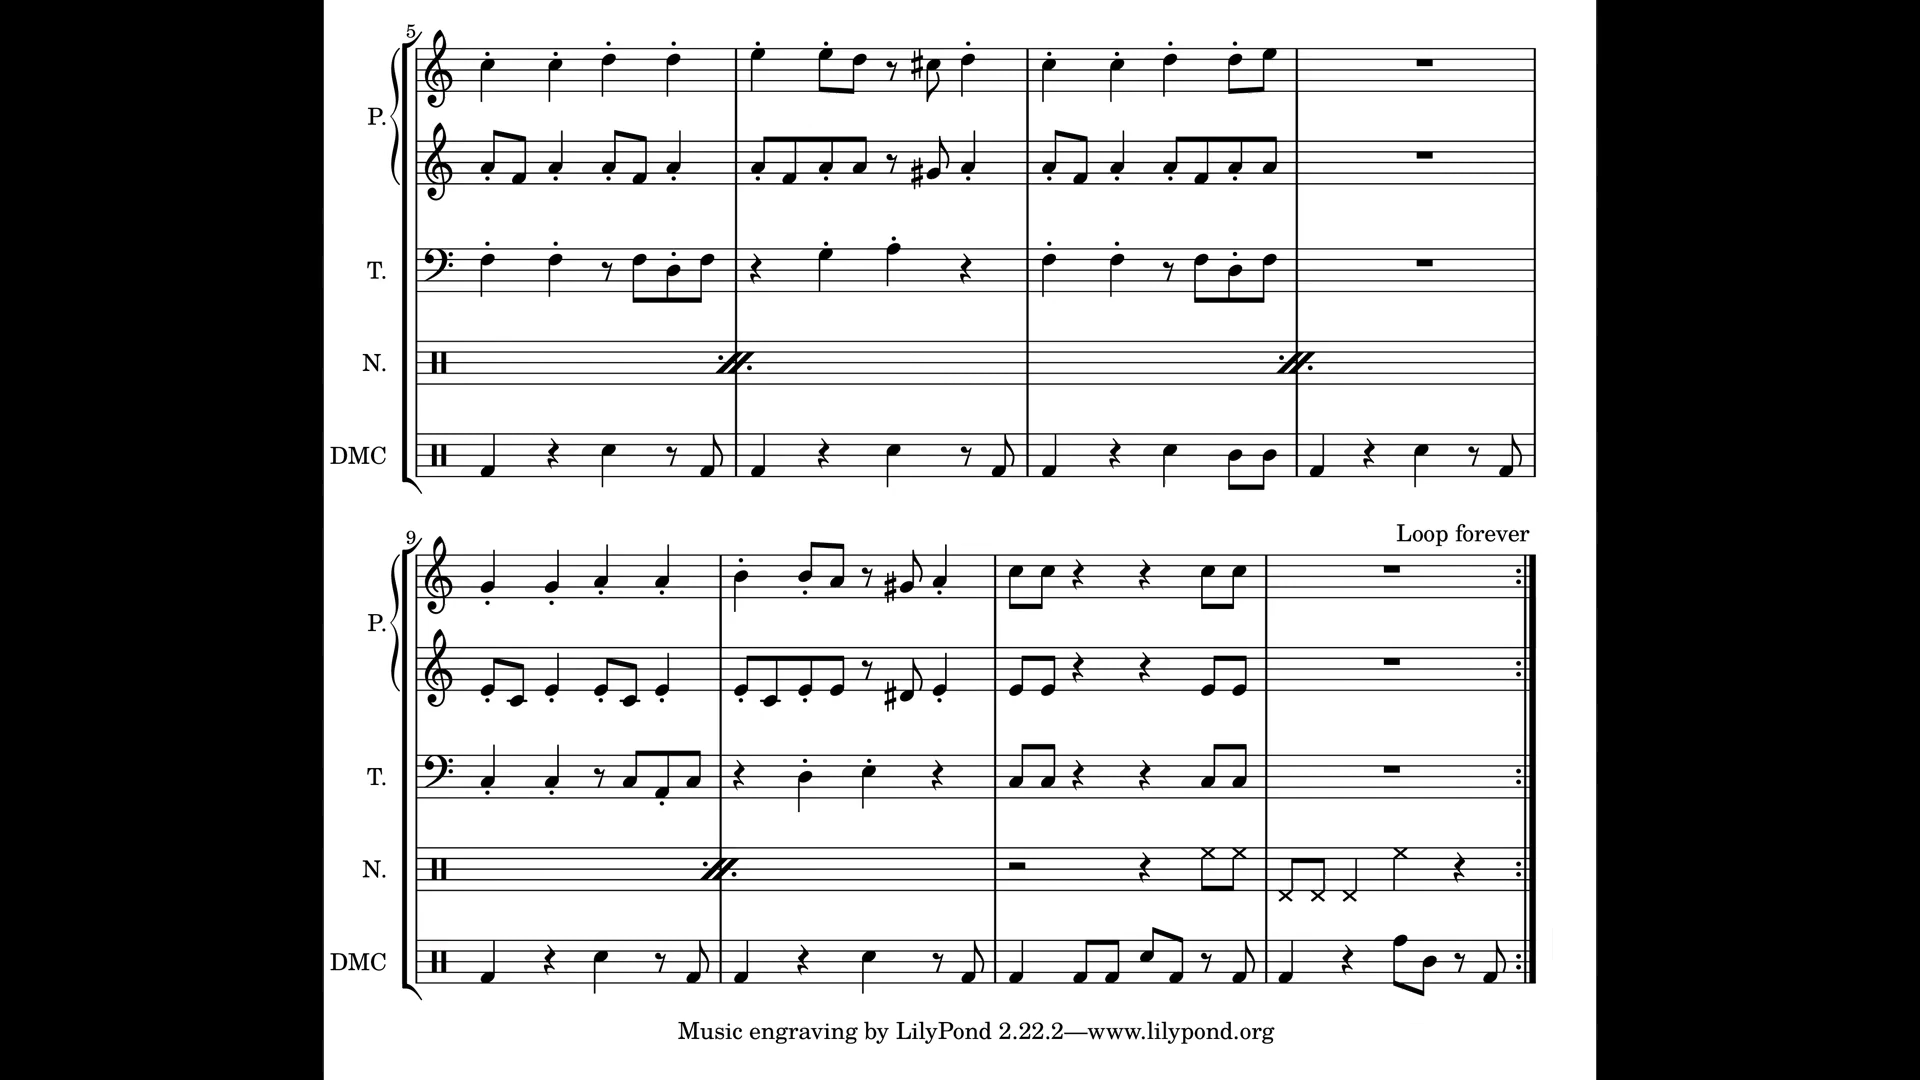 5
P.
T.
N.
DMC
Loop forever
9
P.
T.
N.
DMC
Music engraving by LilyPond 2.22.2—www.lilypond.org